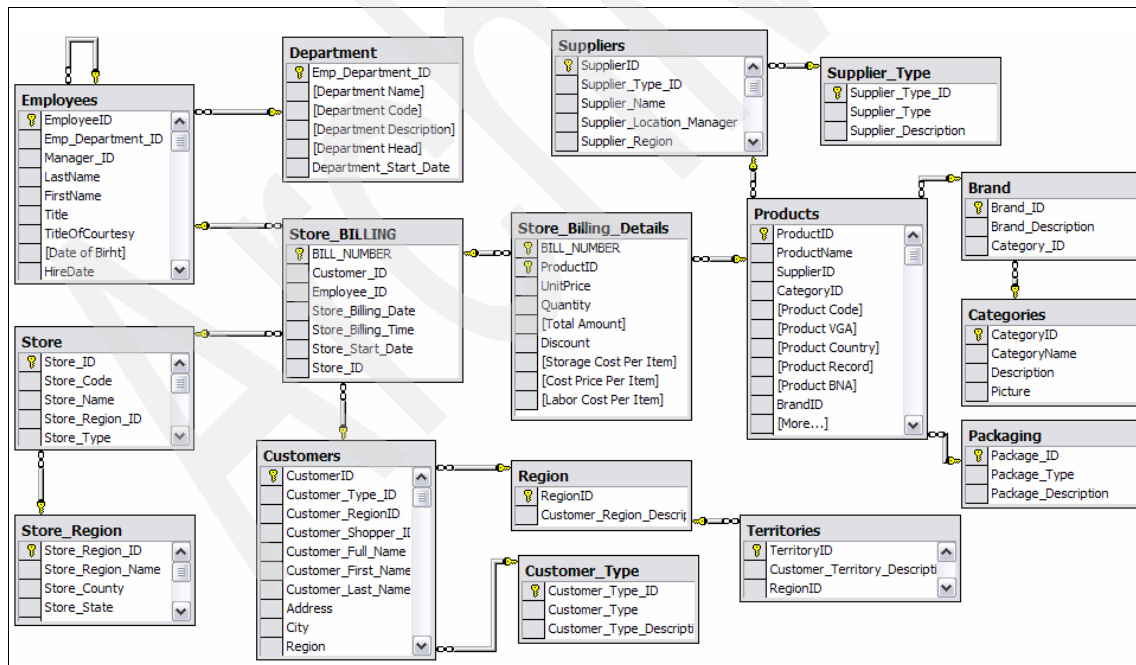 Employees
EmployeeID
Emp_Department_ID
Manager_ID
LastName
FirstName
Title
TitleOfCourtesy
[Date of Birht]
HireDate
Department
Emp_Department_ID
[Department Name]
[Department Code]
[Department Description]
[Department Head]
Department_Start_Date
Suppliers
SupplierID
Supplier_Type_ID
Supplier_Name
Supplier_Location_Manager
Supplier_Region
Supplier_Type
Supplier_Type_ID
Supplier_Type
Supplier_Description
Store_BILLING
BILL_NUMBER
Customer_ID
Employee_ID
Store_Billing_Date
Store_Billing_Time
Store_Start_Date
Store_ID
Store_Billing_Details
BILL_NUMBER
ProductID
UnitPrice
Quantity
[Total Amount]
Discount
[Storage Cost Per Item]
[Cost Price Per Item]
[Labor Cost Per Item]
Products
ProductID
ProductName
SupplierID
CategoryID
[Product Code]
[Product VGA]
[Product Country]
[Product Record]
[Product BNA]
BrandID
[More...]
Brand
Brand_ID
Brand_Description
Category_ID
Categories
CategoryID
CategoryName
Description
Picture
Packaging
Package_ID
Package_Type
Package_Description
Store
Store_ID
Store_Code
Store_Name
Store_Region_ID
Store_Type
Store_Region
Store_Region_ID
Store_Region_Name
Store_County
Store_State
Customers
CustomerID
Customer_Type_ID
Customer_RegionID
Customer_Shopper_ID
Customer_Full_Name
Customer_First_Name
Customer_Last_Name
Address
City
Region
Region
RegionID
Customer_Region_Descrip
Customer_Type
Customer_Type_ID
Customer_Type
Customer_Type_Descripti
Territories
TerritoryID
Customer_Territory_Descripti
RegionID